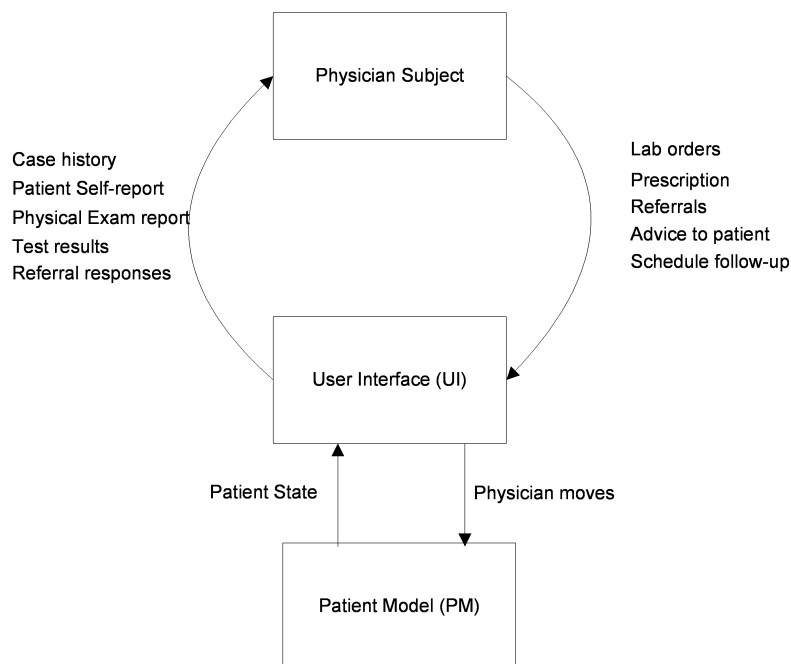 Physician Subject
Case history
Patient Self-report
Physical Exam report
Test results
Referral responses
Lab orders
Prescription
Referrals
Advice to patient
Schedule follow-up
User Interface (UI)
Patient State
Physician moves
Patient Model (PM)